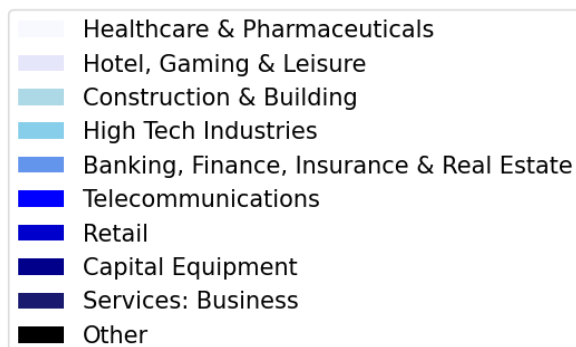 Healthcare & Pharmaceuticals
Hotel, Gaming & Leisure
Construction & Building
High Tech Industries
Banking, Finance, Insurance & Real Estate
Telecommunications
Retail
Capital Equipment
Services: Business
Other